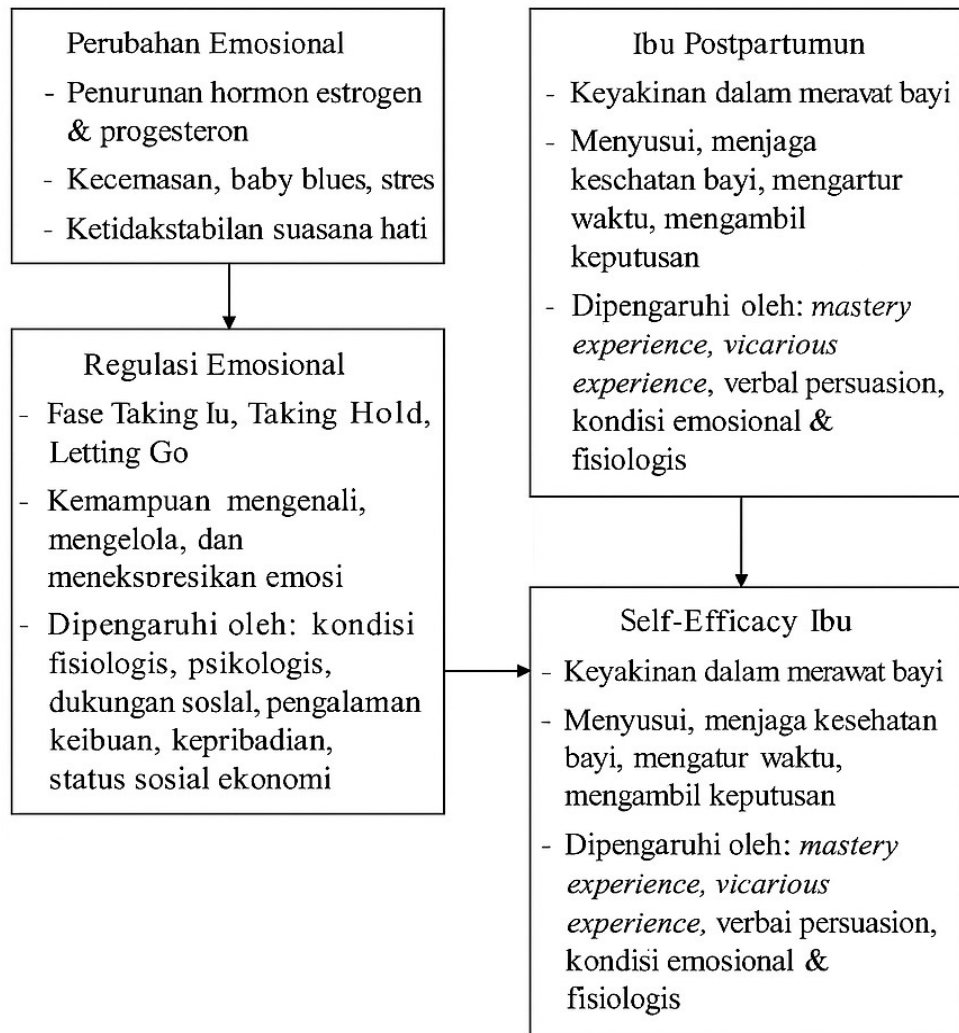 Perubahan Emosional
- Penurunan hormon estrogen
& progesteron
- Kecemasan, baby blues, stres
- Ketidakstabilan suasana hati
Regulasi Emosional
- Fase Taking Iu, Taking Hold,
Letting Go
- Kemampuan mengenali,
mengelola, dan
menekspresikan emosi
- Dipengaruhi oleh: kondisi
fisiologis, psikologis,
dukungan soslal, pengalaman
keibuan, kepribadian,
status sosial ekonomi
Ibu Postpartumun
- Keyakinan dalam meravat bayi
- Menyusui, menjaga
keschatan bayi, mengartur
waktu, mengambil
keputusan
- Dipengaruhi oleh: mastery
experience, vicarious
experience, verbal persuasion,
kondisi emosional &
fisiologis
Self-Efficacy Ibu
- Keyakinan dalam merawat bayi
- Menyusui, menjaga kesehatan
bayi, mengatur waktu,
mengambil keputusan
- Dipengaruhi oleh: mastery
experience, vicarious
experience, verbai persuasion,
kondisi emosional &
fisiologis